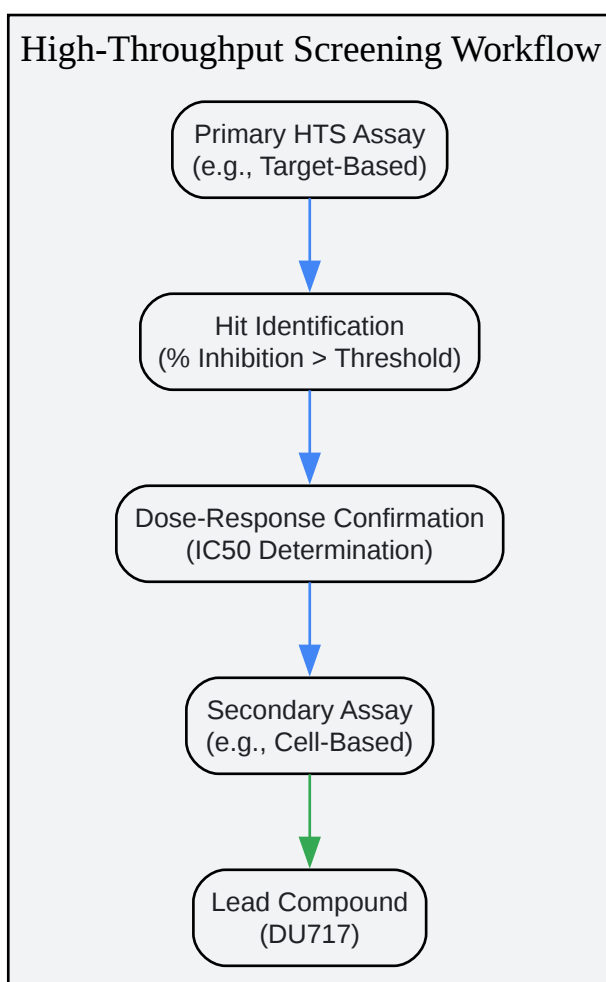 High-Throughput Screening Workflow
Primary HTS Assay
(e.g., Target-Based)
Hit Identification
(% Inhibition > Threshold)
Dose-Response Confirmation
(IC50 Determination)
Secondary Assay
(e.g., Cell-Based)
Lead Compound
(DU717)